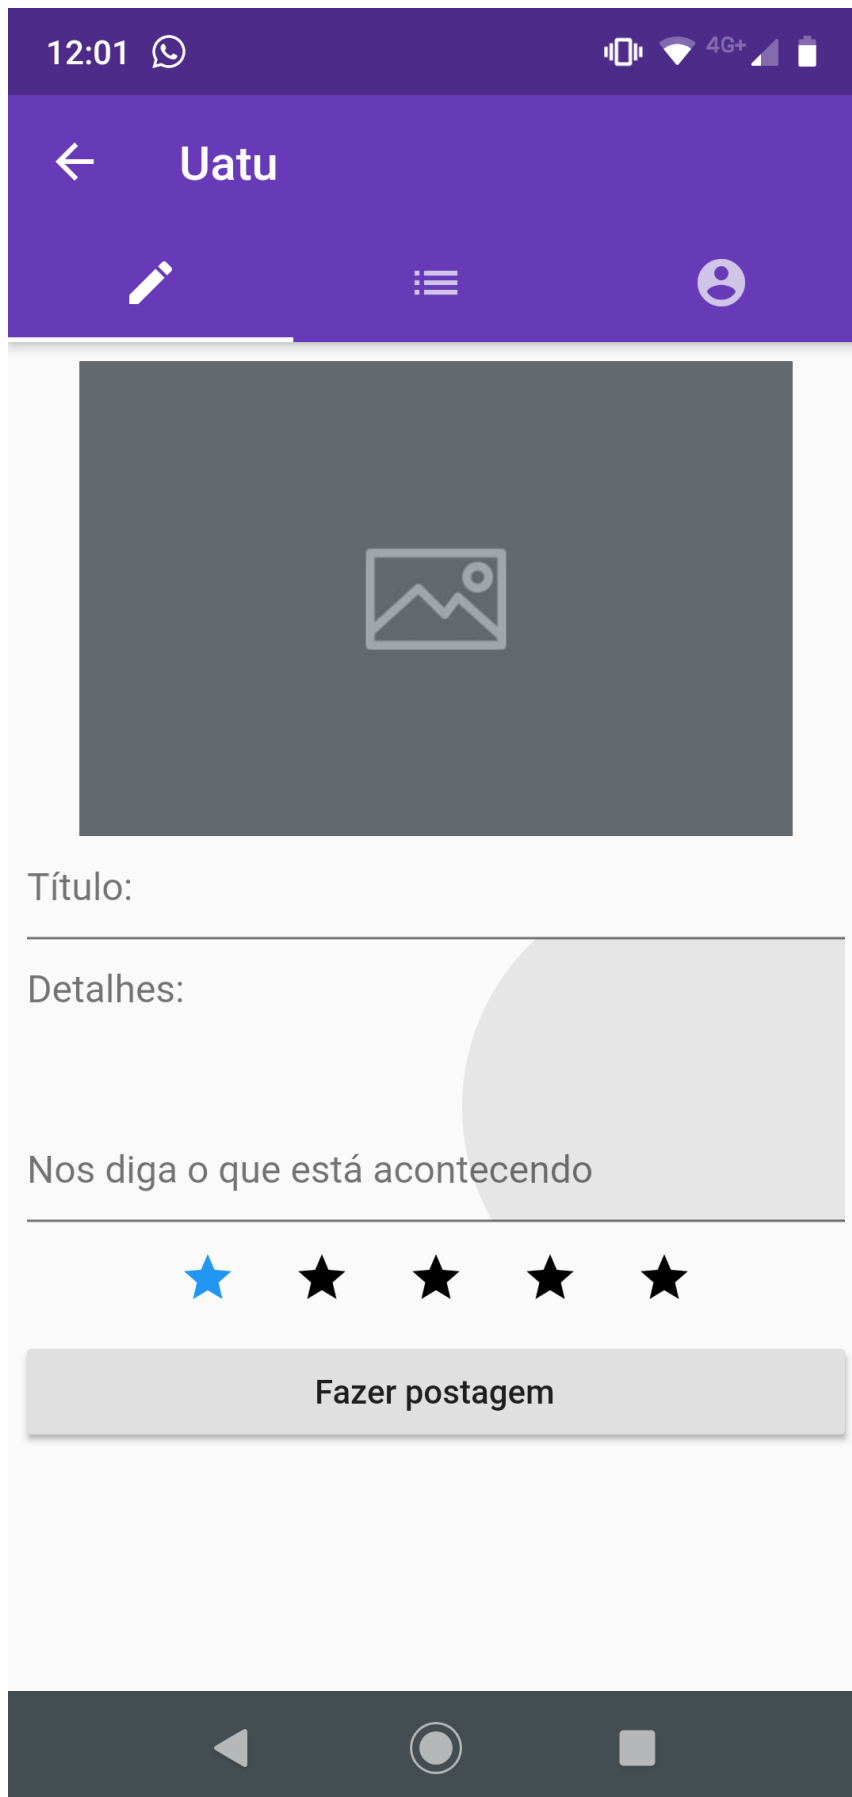 12:01
4G+
Uatu
Título:
Detalhes:
Nos diga o que está acontecendo
Fazer postagem